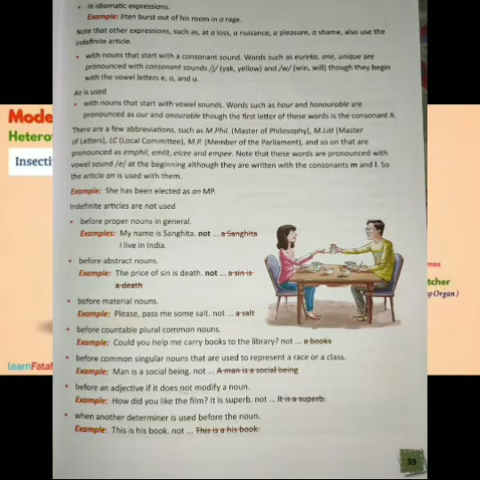 • in idiomatic expressions.
Example: Jiten burst out of his room in a rage.
Note that other expressions, such as, at a loss, a nuisance, a pleasure, a shame, also use the
indefinite article.
• with nouns that start with a consonant sound. Words such as eureka, one, unique are
pronounced with consonant sounds /j/ (yak, yellow) and /w/ (win, will) though they begin
with the vowel letters e, o, and u.
An is used
• with nouns that start with vowel sounds. Words such as hour and honourable are
pronounced as our and onourable though the first letter of these words is the consonant h.
There are a few abbreviations, such as M.Phil. (Master of Philosophy), M.Litt (Master
of Letters), LC (Local Committee), M.P. (Member of the Parliament), and so on that are
pronounced as emphil, emlit, elcee and empee. Note that these words are pronounced with
vowel sound /e/ at the beginning although they are written with the consonants m and l. So
the article an is used with them.
Example: She has been elected as an MP.
Indefinite articles are not used
• before proper nouns in general.
Examples: My name is Sanghita. not ... a Sanghita
I live in India.
• before abstract nouns.
Example: The price of sin is death. not ... a sin is
a death
• before material nouns.
Example: Please, pass me some salt. not ... a salt
• before countable plural common nouns.
Example: Could you help me carry books to the library? not ... a books
• before common singular nouns that are used to represent a race or a class.
Example: Man is a social being. not ... A man is a social being
• before an adjective if it does not modify a noun.
Example: How did you like the film? It is superb. not ... It is a superb.
• when another determiner is used before the noun.
Example: This is his book. not ... This is a his book.
39
Mode
Hetero
Insecti
learnFatal
mes
tcher
Organ)